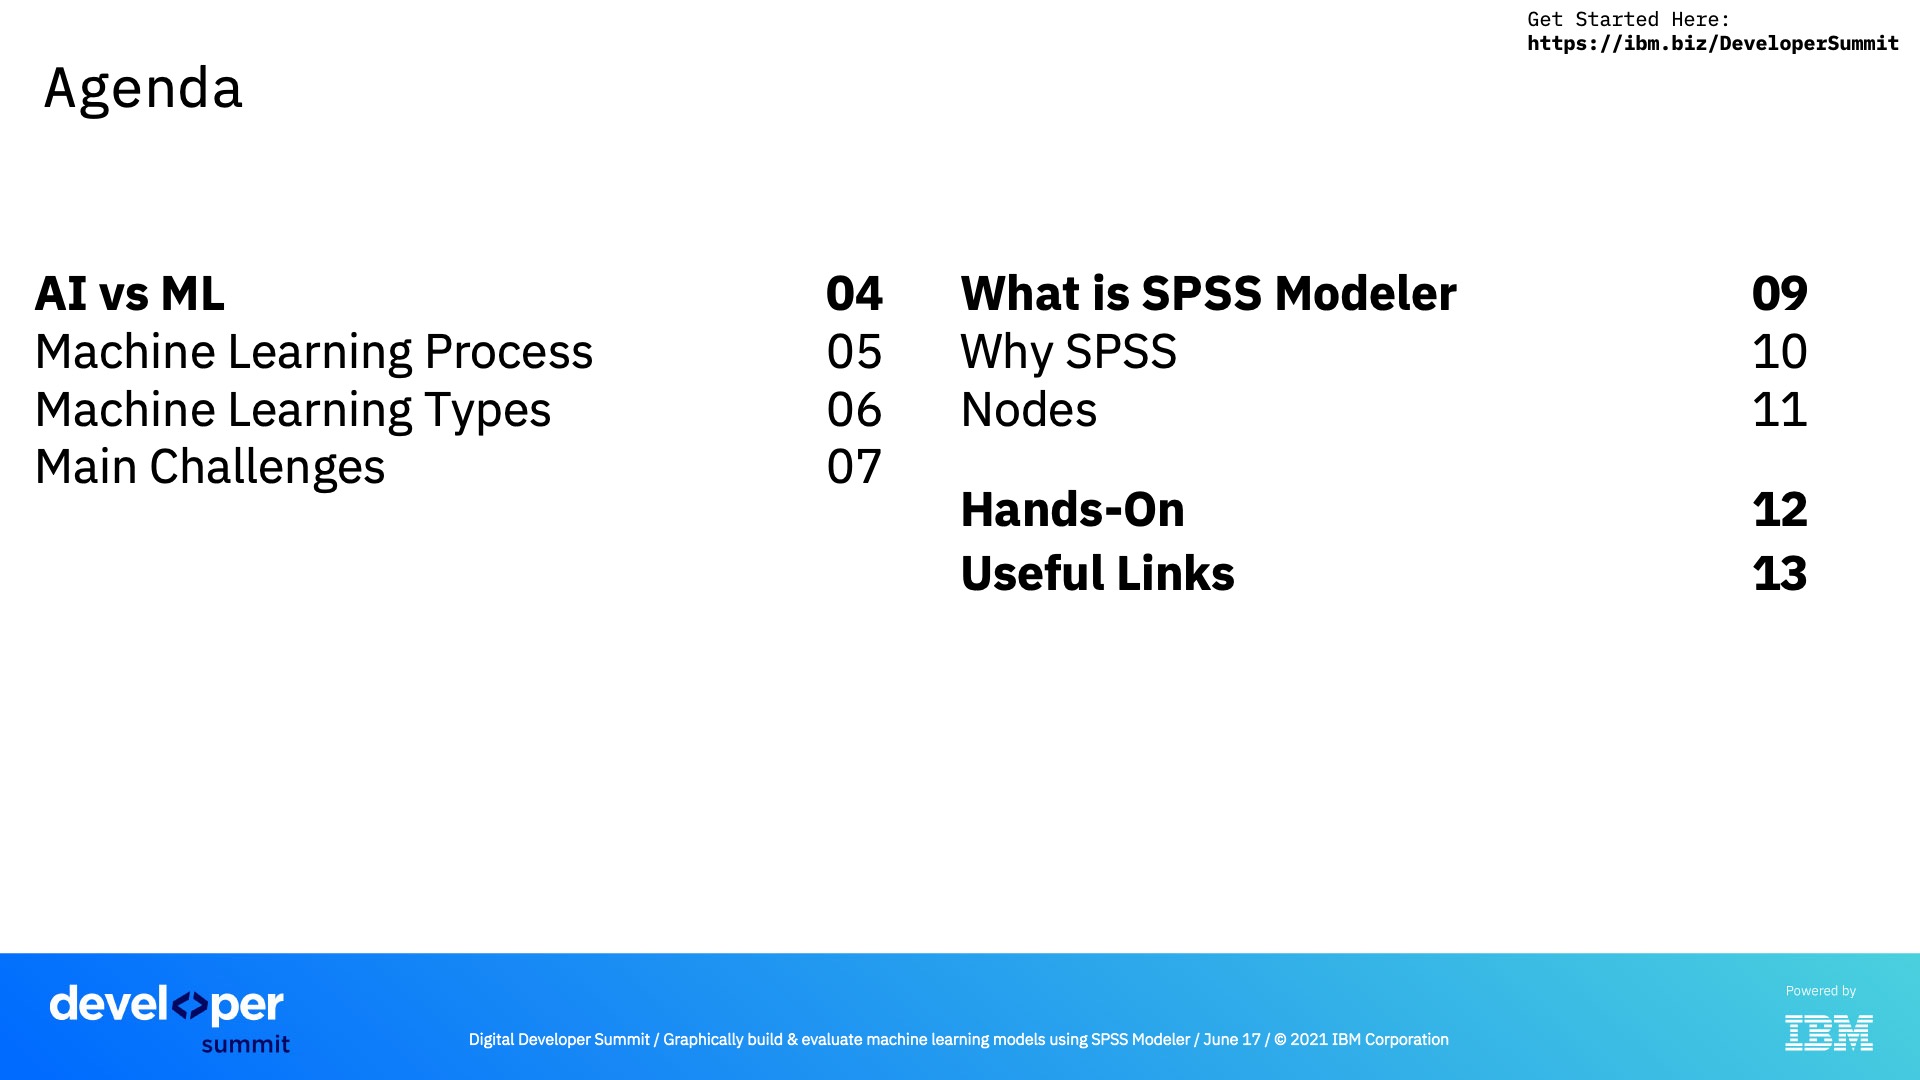 Get Started Here:
https://ibm.biz/DeveloperSummit
Agenda
AI vs ML 04
Machine Learning Process 05
Machine Learning Types 06
Main Challenges 07
What is SPSS Modeler 09
Why SPSS 10
Nodes 11
Hands-On 12
Useful Links 13
devel<>per
summit
Digital Developer Summit / Graphically build & evaluate machine learning models using SPSS Modeler / June 17 / © 2021 IBM Corporation
Powered by
IBM